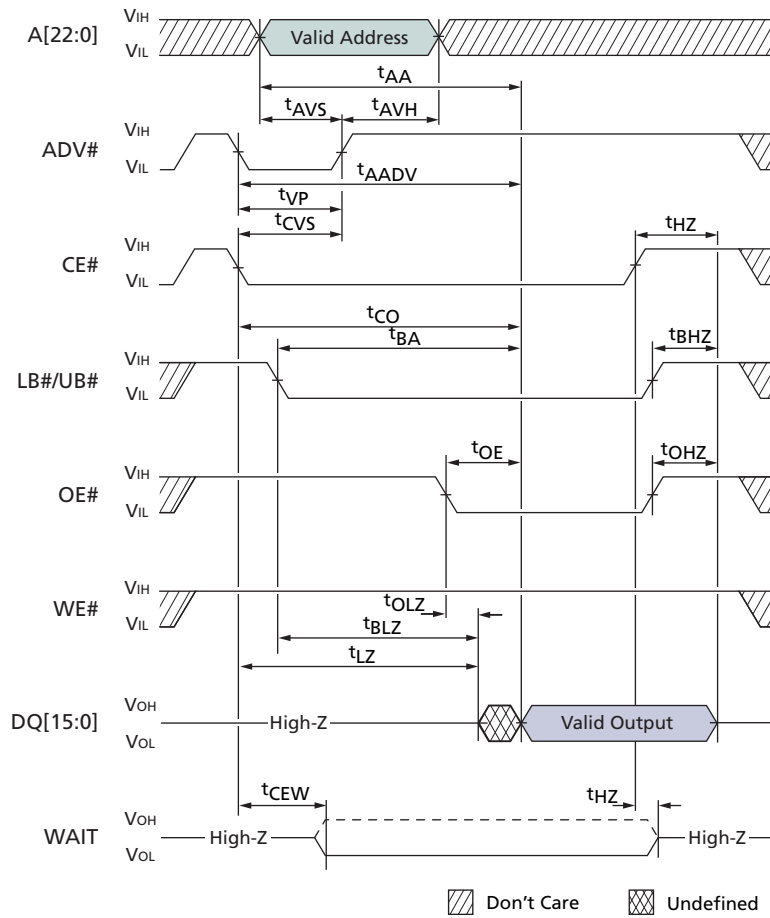 A[22:0] VIH VIL Valid Address
tAA
tAVS tAVH
ADV# VIH VIL
tAADV
tVP
tCVS
CE# VIH VIL tHZ
tCO
tBA tBHZ
LB#/UB# VIH VIL
tOE tOHZ
OE# VIH VIL
WE# VIH VIL
tOLZ
tBLZ
tLZ
DQ[15:0] VOH VOL High-Z Valid Output
tCEW tHZ
WAIT VOH VOL High-Z High-Z
Don't Care Undefined